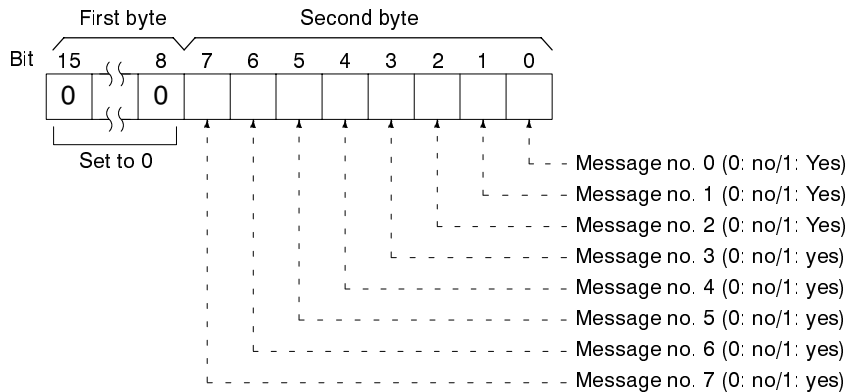 First byte Second byte
Bit 15 8 7 6 5 4 3 2 1 0
0 0
Set to 0
Message no. 0 (0: no/1: Yes)
Message no. 1 (0: no/1: Yes)
Message no. 2 (0: no/1: Yes)
Message no. 3 (0: no/1: yes)
Message no. 4 (0: no/1: yes)
Message no. 5 (0: no/1: yes)
Message no. 6 (0: no/1: yes)
Message no. 7 (0: no/1: yes)